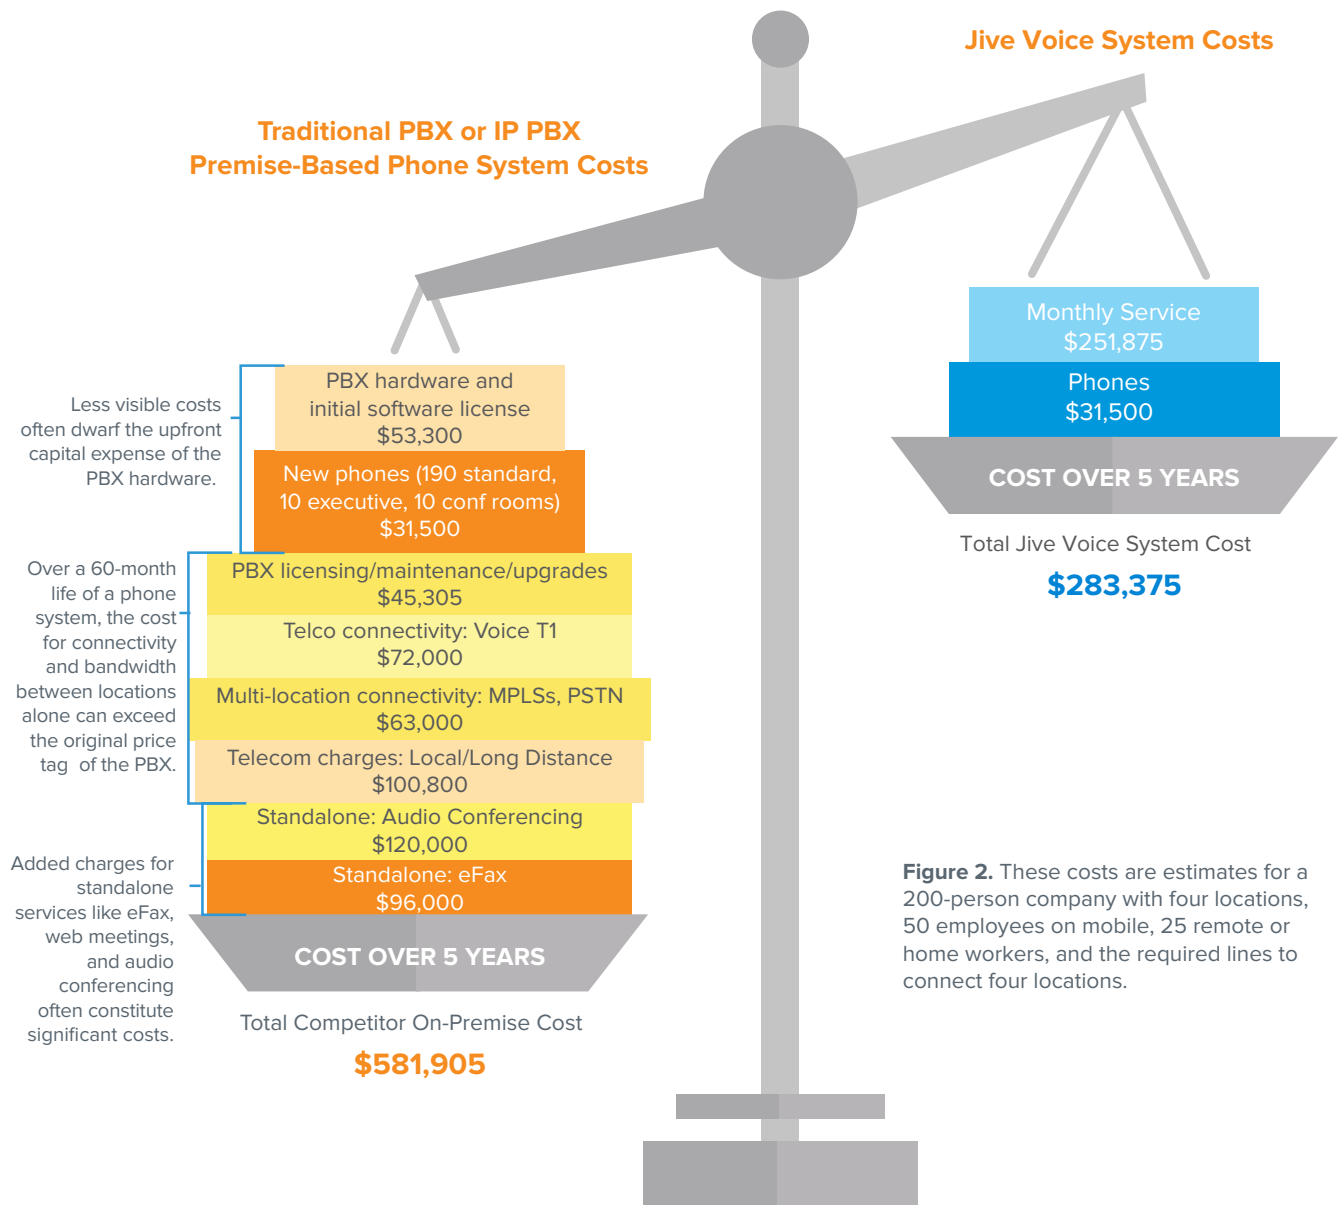 Jive Voice System Costs
Traditional PBX or IP PBX
Premise-Based Phone System Costs
Monthly Service
$251,875
Phones
$31,500
COST OVER 5 YEARS
Total Jive Voice System Cost
$283,375
Less visible costs
often dwarf the upfront
capital expense of the
PBX hardware.
PBX hardware and
initial software license
$53,300
New phones (190 standard,
10 executive, 10 conf rooms)
$31,500
Over a 60-month
life of a phone
system, the cost
for connectivity
and bandwidth
between locations
alone can exceed
the original price
tag of the PBX.
PBX licensing/maintenance/upgrades
$45,305
Telco connectivity: Voice T1
$72,000
Multi-location connectivity: MPLSs, PSTN
$63,000
Telecom charges: Local/Long Distance
$100,800
Added charges for
standalone
services like eFax,
web meetings,
and audio
conferencing
often constitute
significant costs.
Standalone: Audio Conferencing
$120,000
Standalone: eFax
$96,000
COST OVER 5 YEARS
Total Competitor On-Premise Cost
$581,905
Figure 2. These costs are estimates for a
200-person company with four locations,
50 employees on mobile, 25 remote or
home workers, and the required lines to
connect four locations.